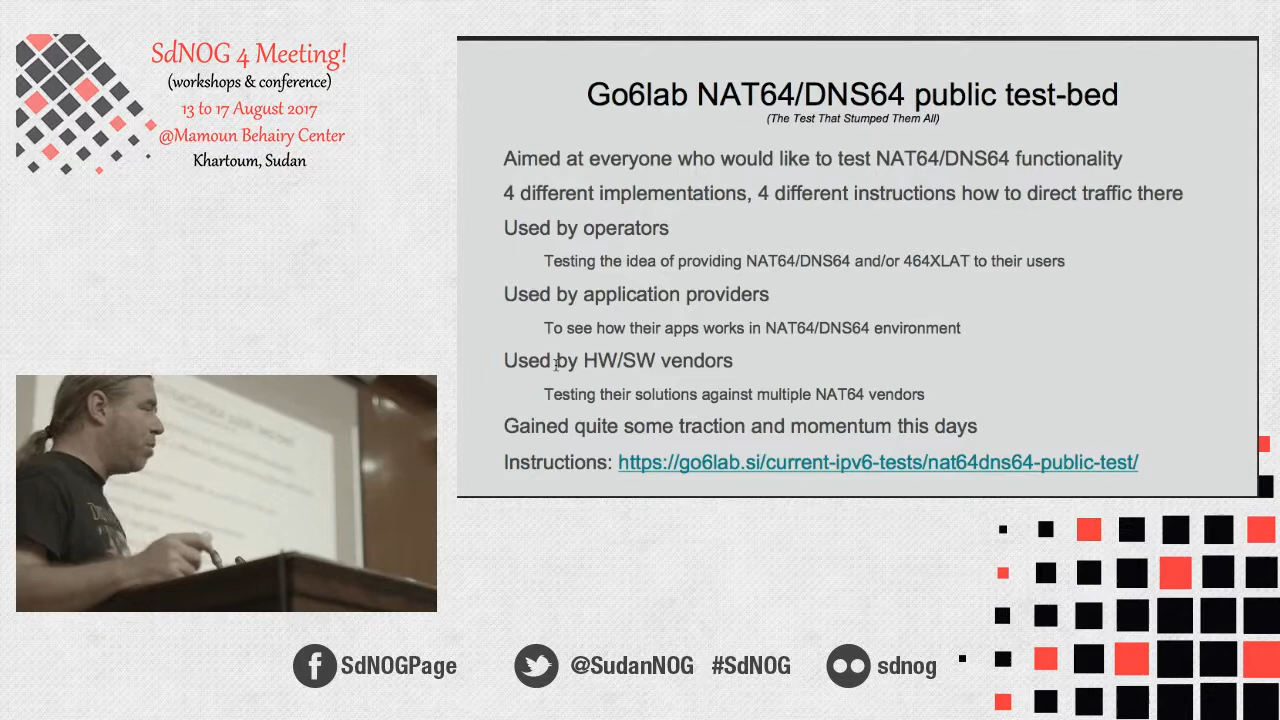 SdNOG 4 Meeting!
(workshops & conference)
13 to 17 August 2017
@Mamoun Behairy Center
Khartoum, Sudan
Go6lab NAT64/DNS64 public test-bed
(The Test That Stumped Them All)
Aimed at everyone who would like to test NAT64/DNS64 functionality
4 different implementations, 4 different instructions how to direct traffic there
Used by operators
Testing the idea of providing NAT64/DNS64 and/or 464XLAT to their users
Used by application providers
To see how their apps works in NAT64/DNS64 environment
Used by HW/SW vendors
Testing their solutions against multiple NAT64 vendors
Gained quite some traction and momentum this days
Instructions: https://go6lab.si/current-ipv6-tests/nat64dns64-public-test/
SdNOGPage
@SudanNOG #SdNOG
sdnog